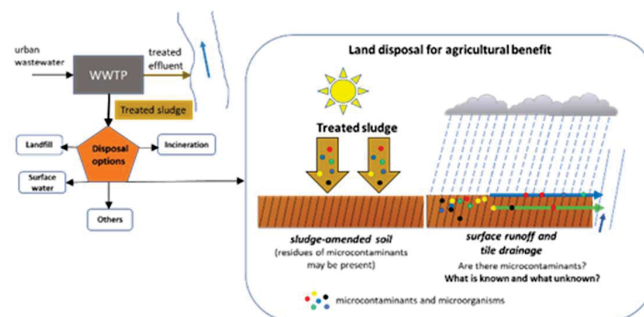 urban
wastewater
WWTP
treated
effluent
Treated sludge
Disposal
options
Landfill
Incineration
Surface
water
Others
Land disposal for agricultural benefit
Treated sludge
sludge-amended soil
(residues of microcontaminants
may be present)
surface runoff and
tile drainage
Are there microcontaminants?
What is known and what unknown?
microcontaminants and microorganisms